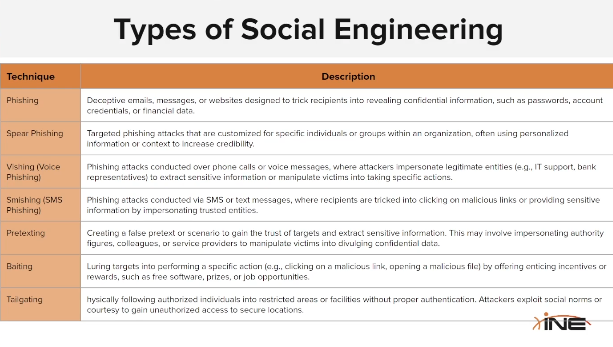 Types of Social Engineering
Technique
Description
Phishing
Deceptive emails, messages, or websites designed to trick recipients into revealing confidential information, such as passwords, account
credentials, or financial data.
Spear Phishing
Targeted phishing attacks that are customized for specific individuals or groups within an organization, often using personalized
information or context to increase credibility.
Vishing (Voice
Phishing)
Phishing attacks conducted over phone calls or voice messages, where attackers impersonate legitimate entities (e.g., IT support, bank
representatives) to extract sensitive information or manipulate victims into taking specific actions.
Smishing (SMS
Phishing)
Phishing attacks conducted via SMS or text messages, where recipients are tricked into clicking on malicious links or providing sensitive
information by impersonating trusted entities.
Pretexting
Creating a false pretext or scenario to gain the trust of targets and extract sensitive information. This may involve impersonating authority
figures, colleagues, or service providers to manipulate victims into divulging confidential data.
Baiting
Luring targets into performing a specific action (e.g., clicking on a malicious link, opening a malicious file) by offering enticing incentives or
rewards, such as free software, prizes, or job opportunities.
Tailgating
hysically following authorized individuals into restricted areas or facilities without proper authentication. Attackers exploit social norms or
courtesy to gain unauthorized access to secure locations.
INE